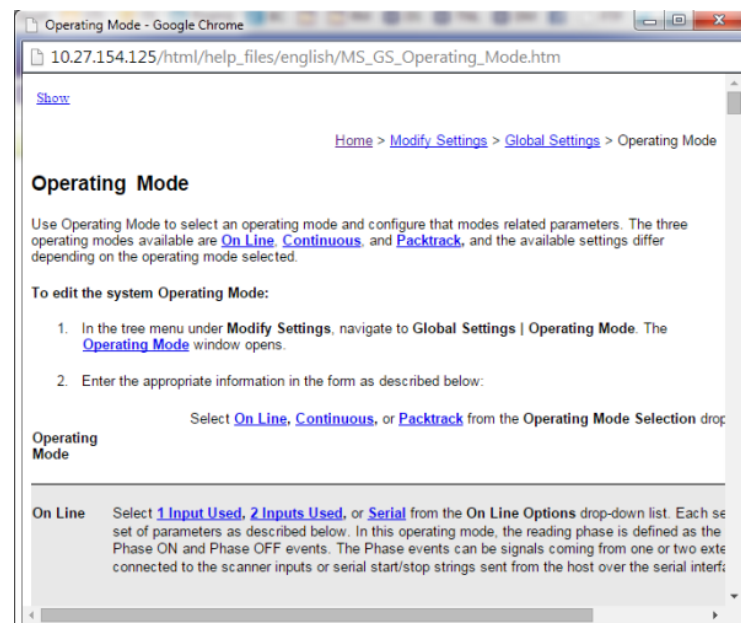 Operating Mode - Google Chrome
10.27.154.125/html/help_files/english/MS_GS_Operating_Mode.htm
Show
Home > Modify Settings > Global Settings > Operating Mode
Operating Mode
Use Operating Mode to select an operating mode and configure that modes related parameters. The three
operating modes available are On Line, Continuous, and Packtrack, and the available settings differ
depending on the operating mode selected.
To edit the system Operating Mode:
1. In the tree menu under Modify Settings, navigate to Global Settings | Operating Mode. The
Operating Mode window opens.
2. Enter the appropriate information in the form as described below:
Select On Line, Continuous, or Packtrack from the Operating Mode Selection drop
Operating
Mode
On Line Select 1 Input Used, 2 Inputs Used, or Serial from the On Line Options drop-down list. Each se
set of parameters as described below. In this operating mode, the reading phase is defined as the
Phase ON and Phase OFF events. The Phase events can be signals coming from one or two exte
connected to the scanner inputs or serial start/stop strings sent from the host over the serial interfa